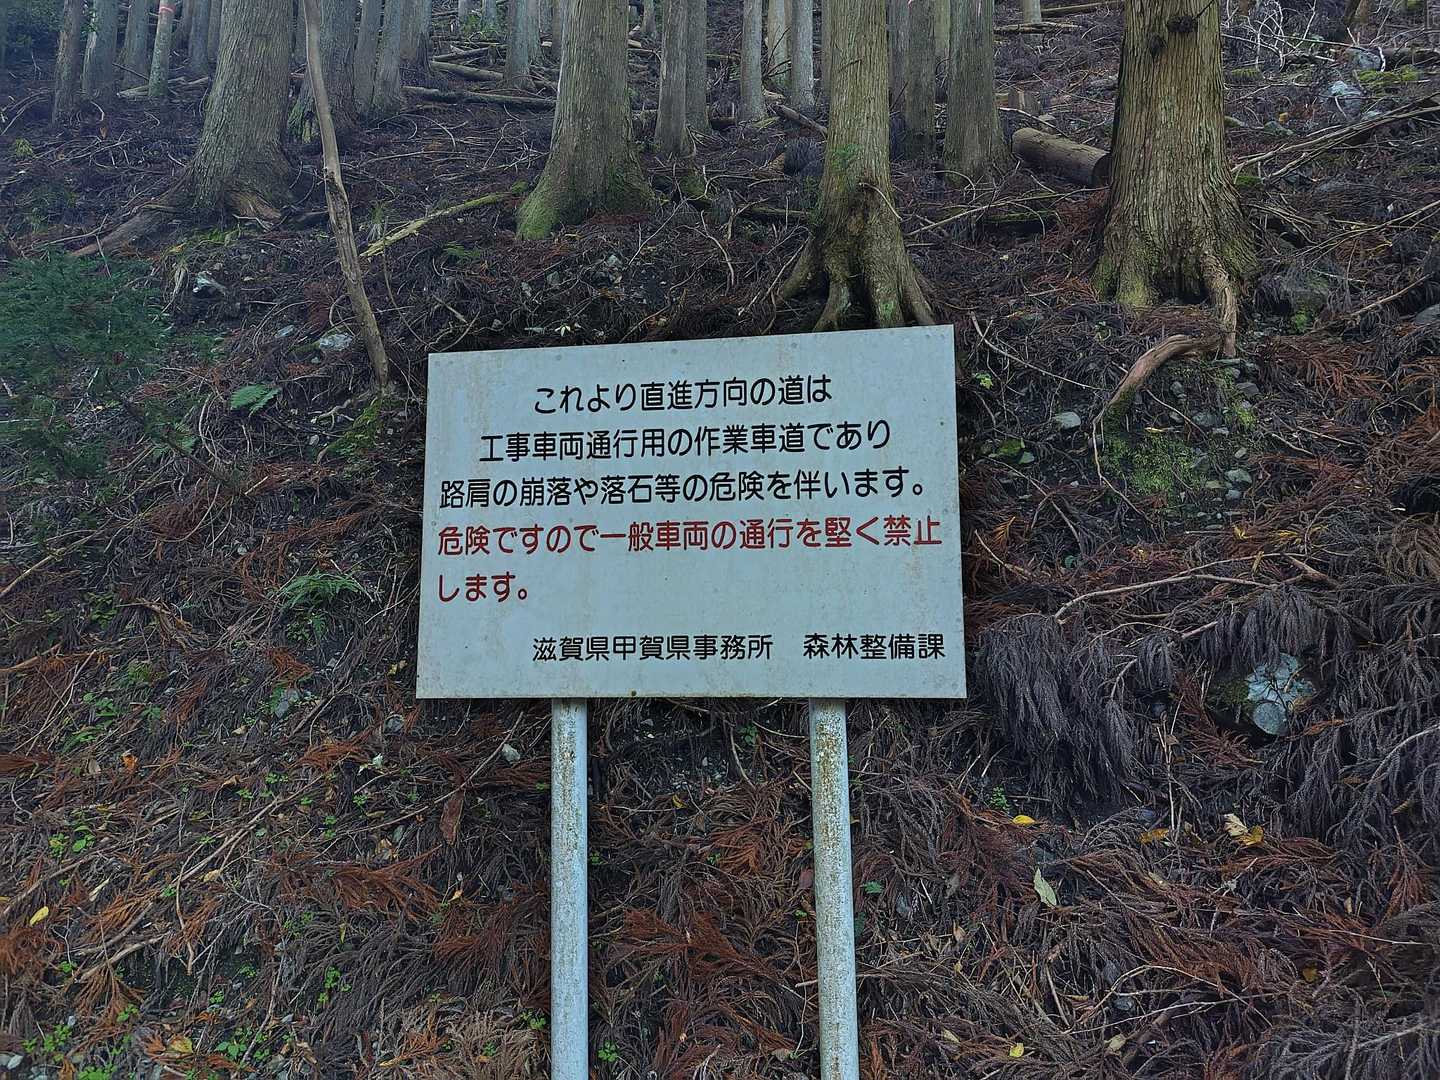 これより直進方向の道は
工事車両通行用の作業車道であり
路肩の崩落や落石等の危険を伴います。
危険ですので一般車両の通行を堅く禁止
します。
滋賀県甲賀県事務所　森林整備課